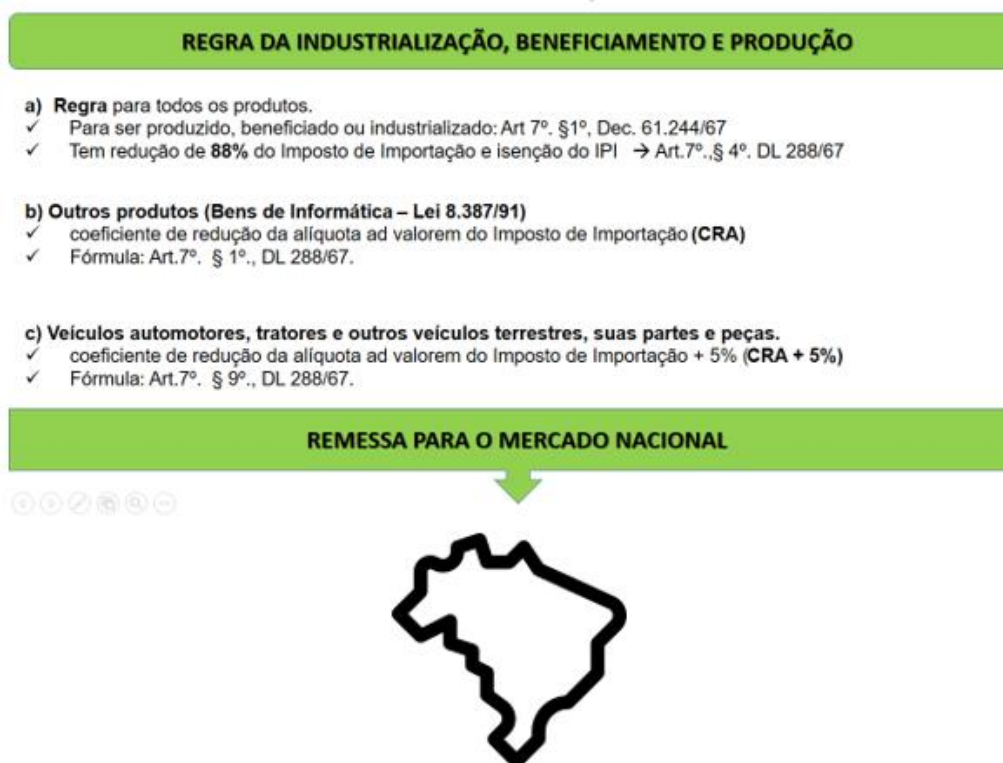 REGRA DA INDUSTRIALIZAÇÃO, BENEFICIAMENTO E PRODUÇÃO
a) Regra para todos os produtos.
✓ Para ser produzido, beneficiado ou industrializado: Art 7º. §1º, Dec. 61.244/67
✓ Tem redução de 88% do Imposto de Importação e isenção do IPI → Art.7º.,§ 4º. DL 288/67
b) Outros produtos (Bens de Informática – Lei 8.387/91)
✓ coeficiente de redução da alíquota ad valorem do Imposto de Importação (CRA)
✓ Fórmula: Art.7º. § 1º., DL 288/67.
c) Veículos automotores, tratores e outros veículos terrestres, suas partes e peças.
✓ coeficiente de redução da alíquota ad valorem do Imposto de Importação + 5% (CRA + 5%)
✓ Fórmula: Art.7º. § 9º., DL 288/67.
REMESSA PARA O MERCADO NACIONAL